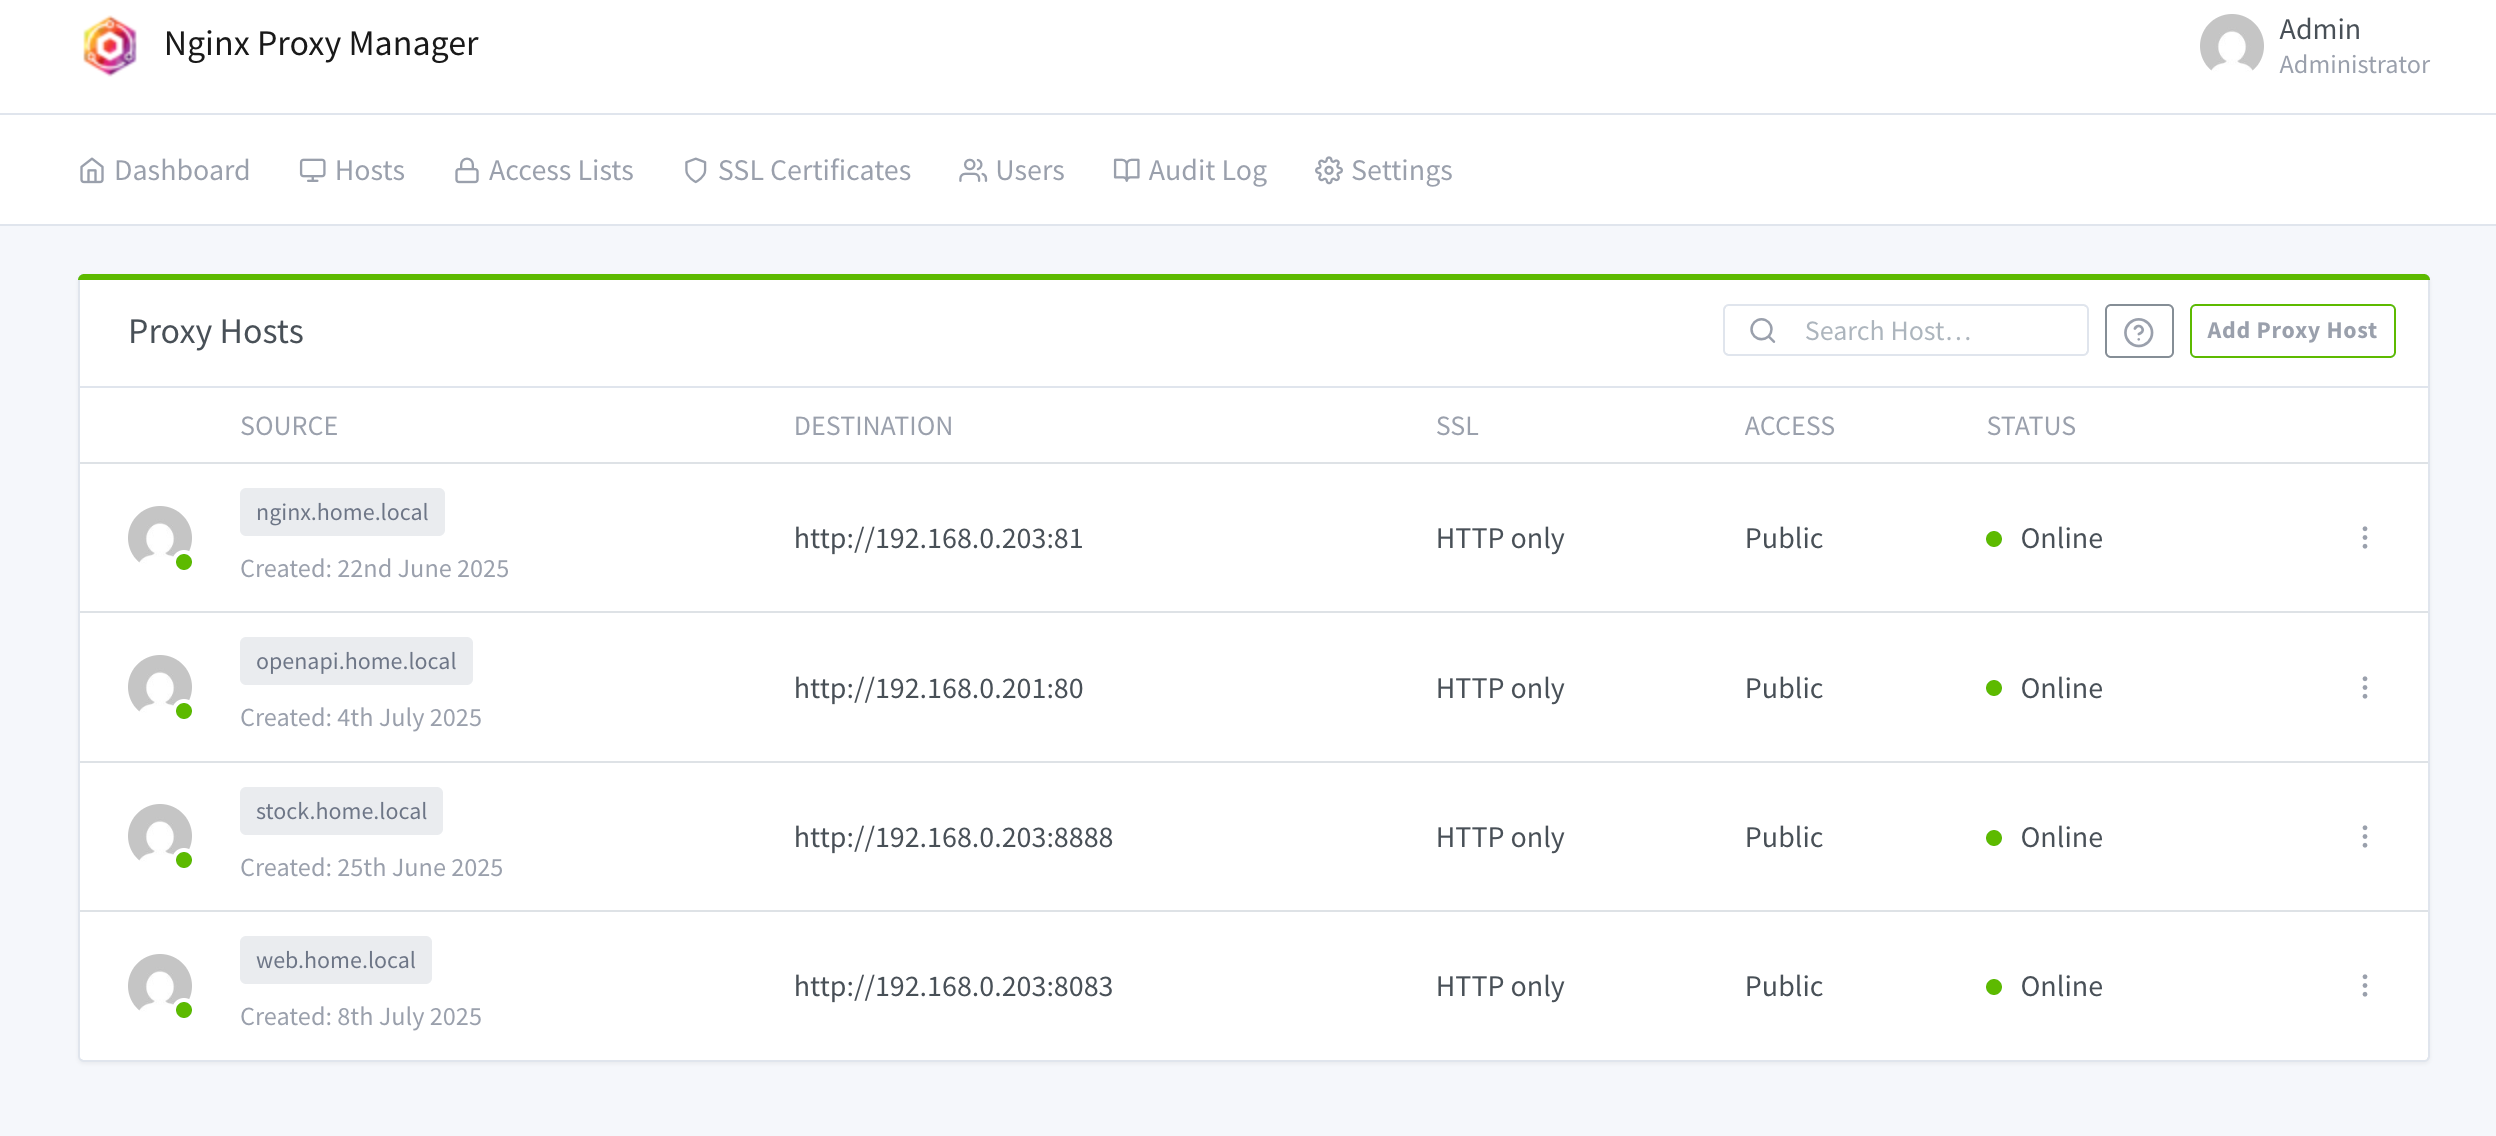 Nginx Proxy Manager
Admin
Administrator
Dashboard Hosts Access Lists SSL Certificates Users Audit Log Settings
Proxy Hosts
Search Host…
Add Proxy Host
SOURCE DESTINATION SSL ACCESS STATUS
nginx.home.local
Created: 22nd June 2025
http://192.168.0.203:81 HTTP only Public Online
openapi.home.local
Created: 4th July 2025
http://192.168.0.201:80 HTTP only Public Online
stock.home.local
Created: 25th June 2025
http://192.168.0.203:8888 HTTP only Public Online
web.home.local
Created: 8th July 2025
http://192.168.0.203:8083 HTTP only Public Online